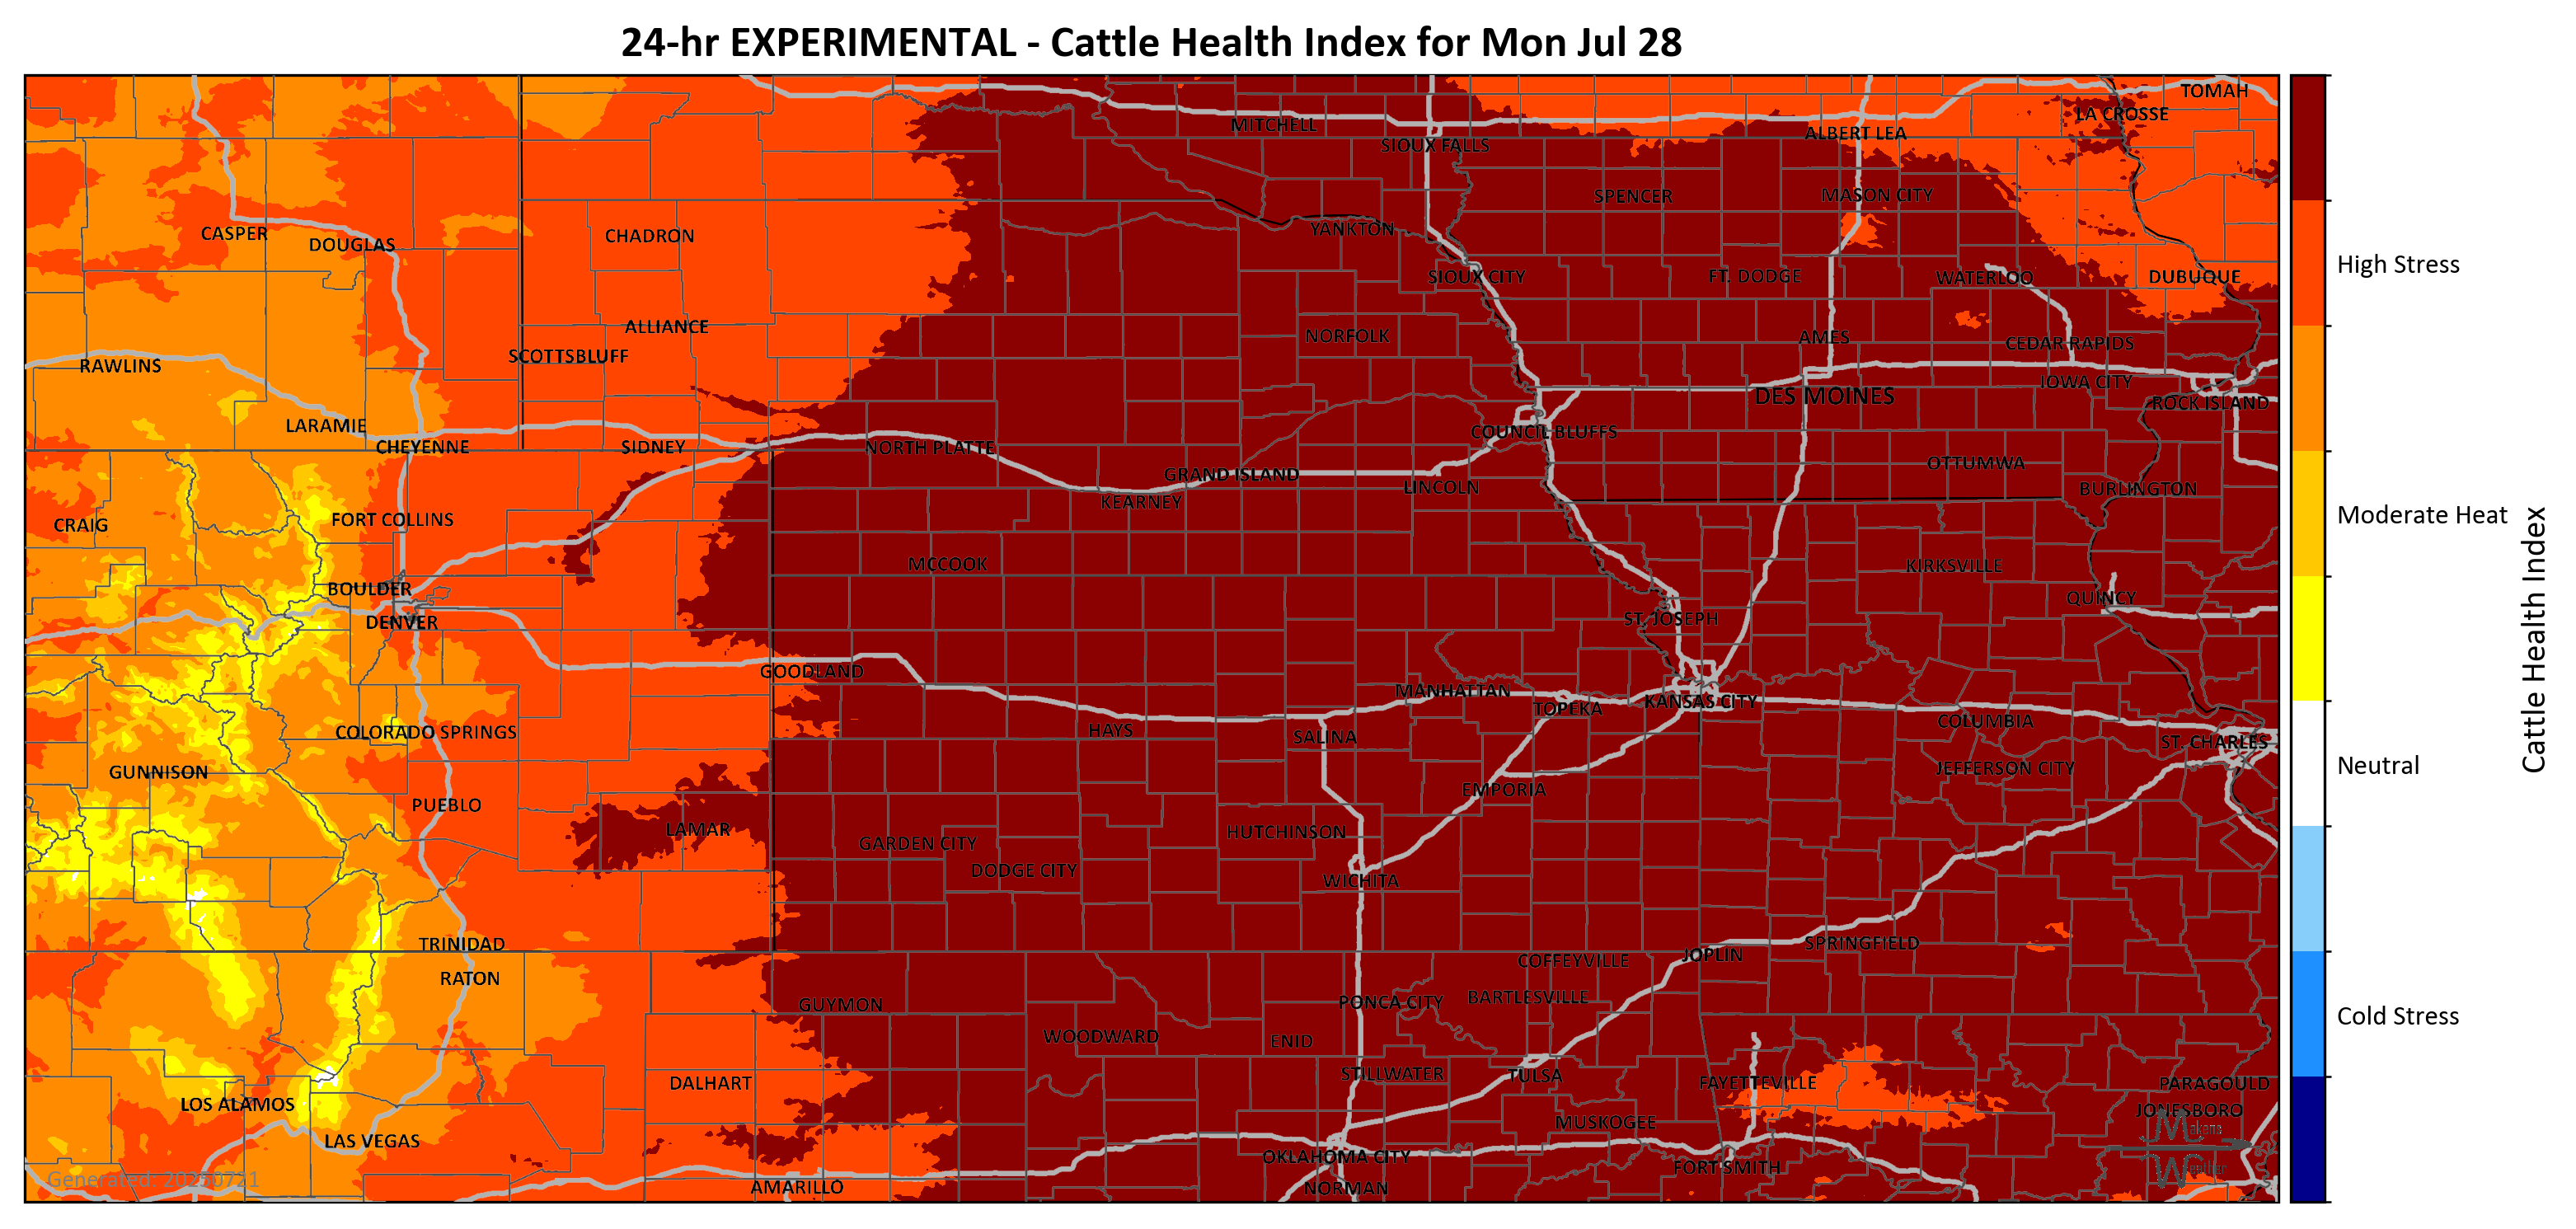 24-hr EXPERIMENTAL - Cattle Health Index for Mon Jul 28
TOMAH
LA CROSSE
MITCHELL
ALBERT LEA
SIOUX FALLS
SPENCER
MASON CITY
CASPER
DOUGLAS
CHADRON
YANKTON
SIOUX CITY
FT. DODGE
WATERLOO
DUBUQUE
High Stress
ALLIANCE
NORFOLK
AMES
CEDAR RAPIDS
SCOTTSBLUFF
RAWLINS
IOWA CITY
DES MOINES
ROCK ISLAND
LARAMIE
COUNCIL BLUFFS
CHEYENNE
SIDNEY
NORTH PLATTE
OTTUMWA
GRAND ISLAND
LINCOLN
BURLINGTON
KEARNEY
CRAIG
FORT COLLINS
Moderate Heat
MCCOOK
KIRKSVILLE
BOULDER
QUINCY
DENVER
ST. JOSEPH
Cattle Health Index
GOODLAND
MANHATTAN
TOPEKA
KANSAS CITY
COLORADO SPRINGS
HAYS
SALINA
COLUMBIA
ST. CHARLES
GUNNISON
JEFFERSON CITY
Neutral
EMPORIA
PUEBLO
LAMAR
HUTCHINSON
GARDEN CITY
DODGE CITY
WICHITA
TRINIDAD
SPRINGFIELD
JOPLIN
COFFEYVILLE
RATON
GUYMON
PONCA CITY
BARTLESVILLE
Cold Stress
WOODWARD
ENID
STILLWATER
TULSA
DALHART
FAYETTEVILLE
PARAGOULD
LOS ALAMOS
JONESBORO
MUSKOGEE
Makens
LAS VEGAS
OKLAHOMA CITY
FORT SMITH
Weather
Generated: 20250721
AMARILLO
NORMAN